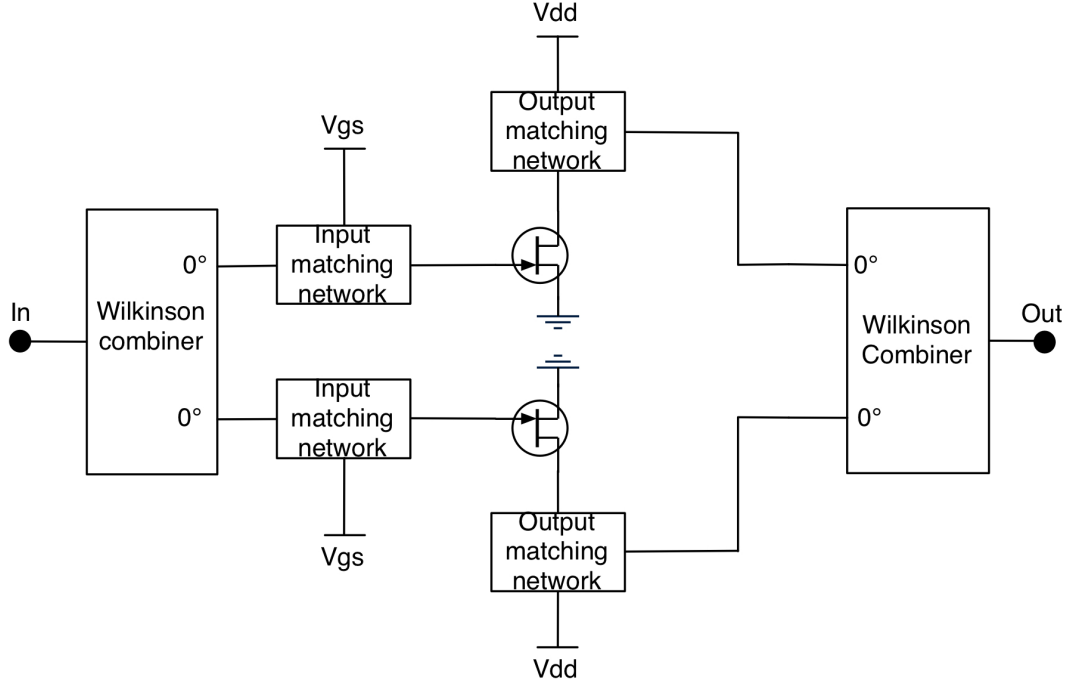 Vdd
Output
matching
network
Vgs
Input
matching
network
0°
0°
In
Wilkinson
combiner
Out
Wilkinson
Combiner
0°
0°
Input
matching
network
Vgs
Output
matching
network
Vdd